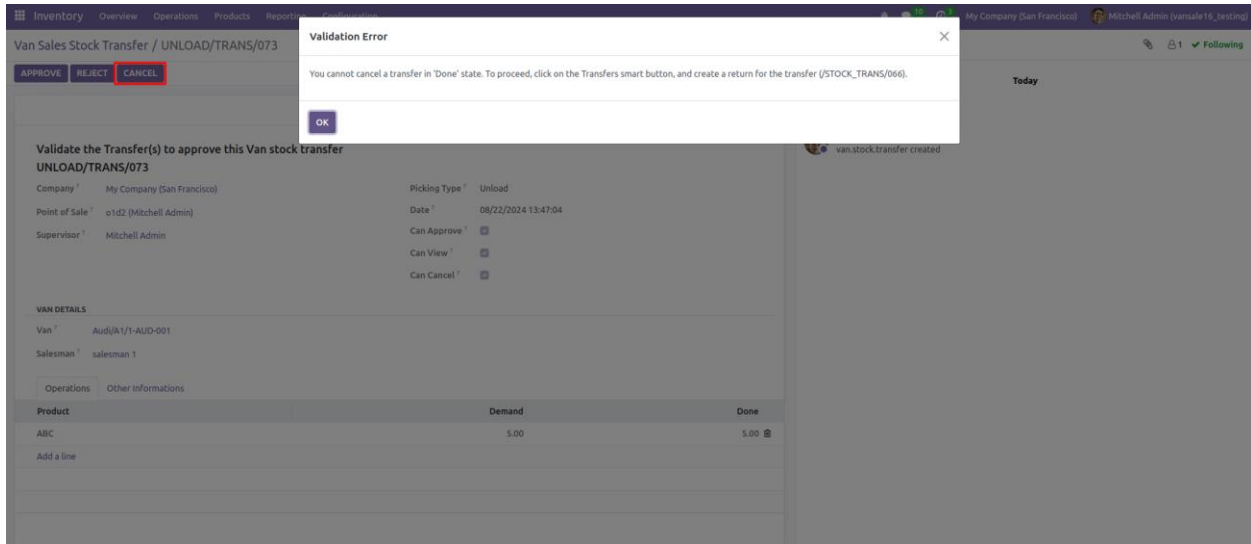 Inventory Overview Operations Products Reporting Configuration
10
3
My Company (San Francisco)
Mitchell Admin (vansale16_testing)
Van Sales Stock Transfer / UNLOAD/TRANS/073
1
Following
APPROVE
REJECT
CANCEL
Validation Error
You cannot cancel a transfer in 'Done' state. To proceed, click on the Transfers smart button, and create a return for the transfer (/STOCK_TRANS/066).
OK
Today
van.stock.transfer created
Validate the Transfer(s) to approve this Van stock transfer
UNLOAD/TRANS/073
Company ? My Company (San Francisco)
Picking Type ? Unload
Point of Sale ? o1d2 (Mitchell Admin)
Date ? 08/22/2024 13:47:04
Supervisor ? Mitchell Admin
Can Approve ?
Can View ?
Can Cancel ?
VAN DETAILS
Van ? Audi/A1/1-AUD-001
Salesman ? salesman 1
Operations
Other Informations
Product Demand Done
ABC 5.00 5.00
Add a line